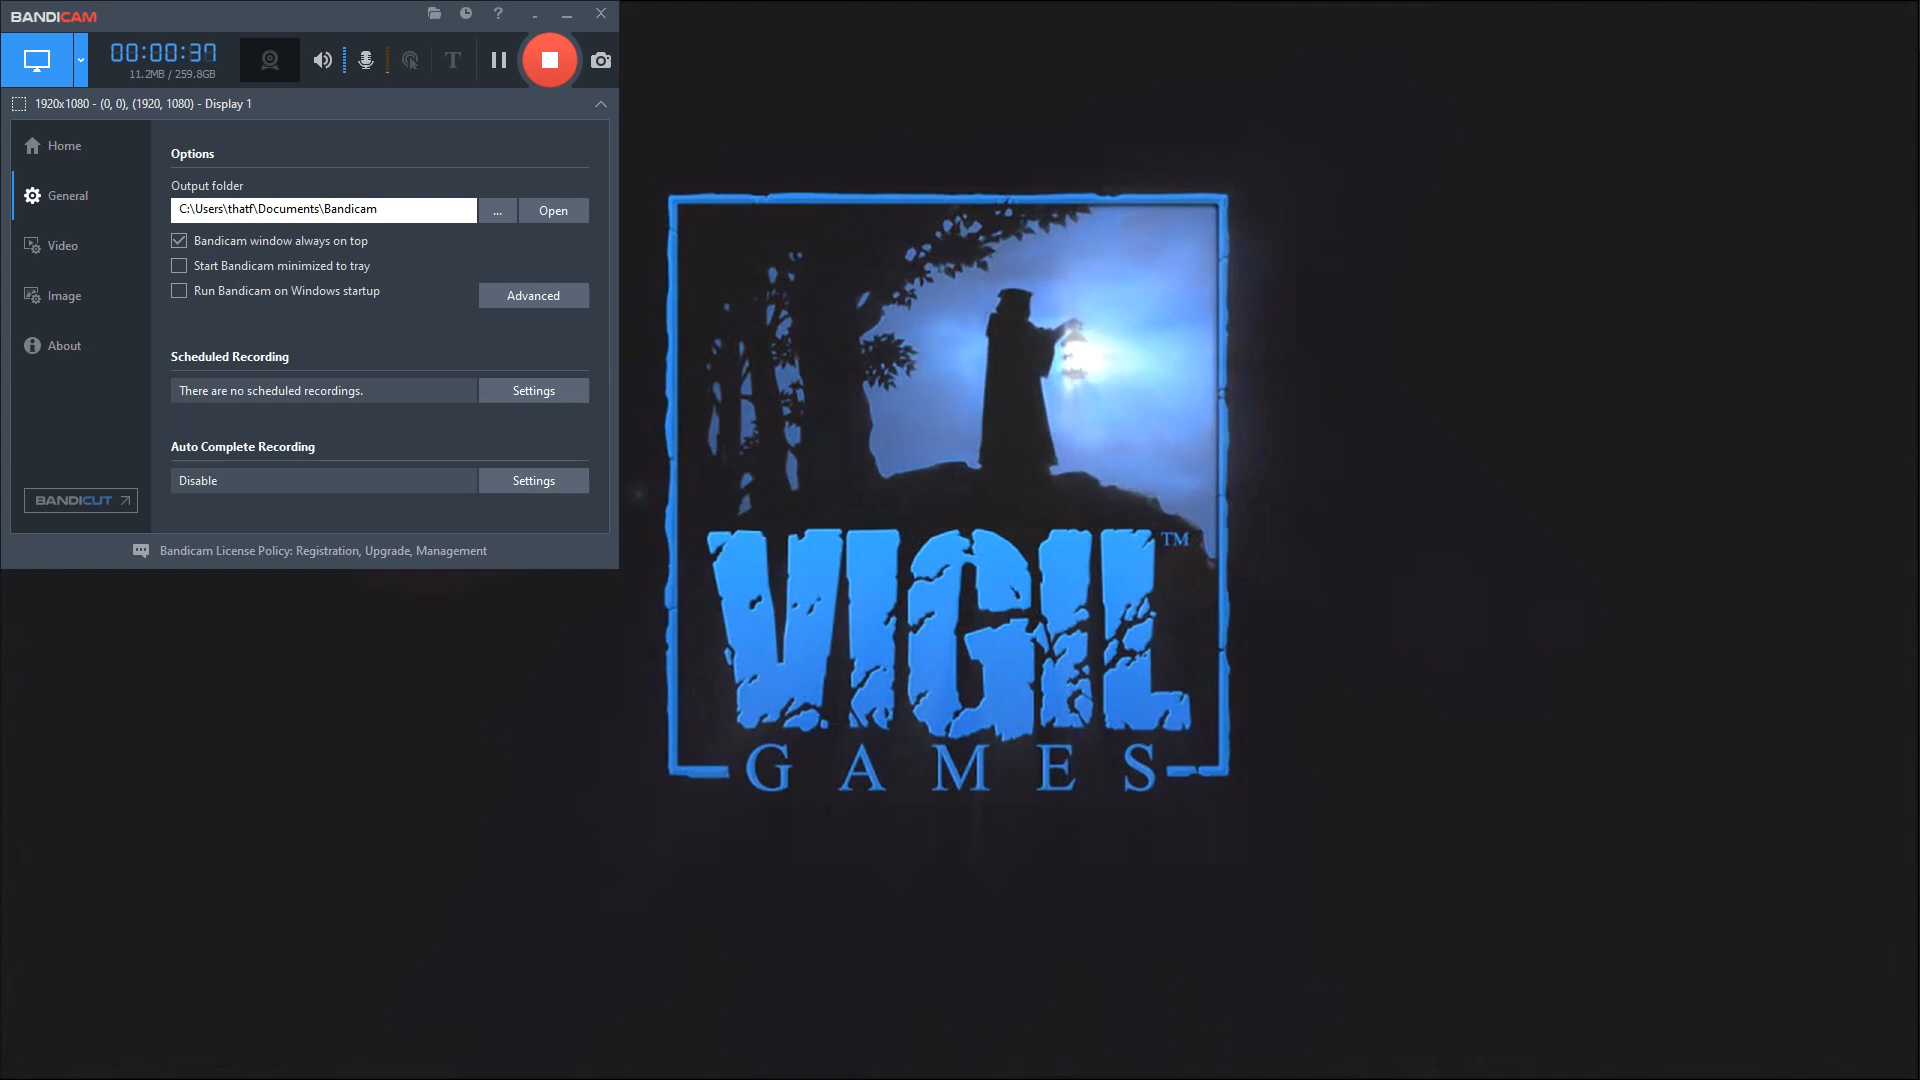 BANDICAM
?
00:00:37
11.2MB / 259.8GB
T
1920x1080 - (0, 0), (1920, 1080) - Display 1
Home
General
Video
Image
About
BANDICUT
Options
Output folder
C:\Users\thatf\Documents\Bandicam
...
Open
Bandicam window always on top
Start Bandicam minimized to tray
Run Bandicam on Windows startup
Advanced
Scheduled Recording
There are no scheduled recordings.
Settings
Auto Complete Recording
Disable
Settings
Bandicam License Policy: Registration, Upgrade, Management
VIGIL™
GAMES